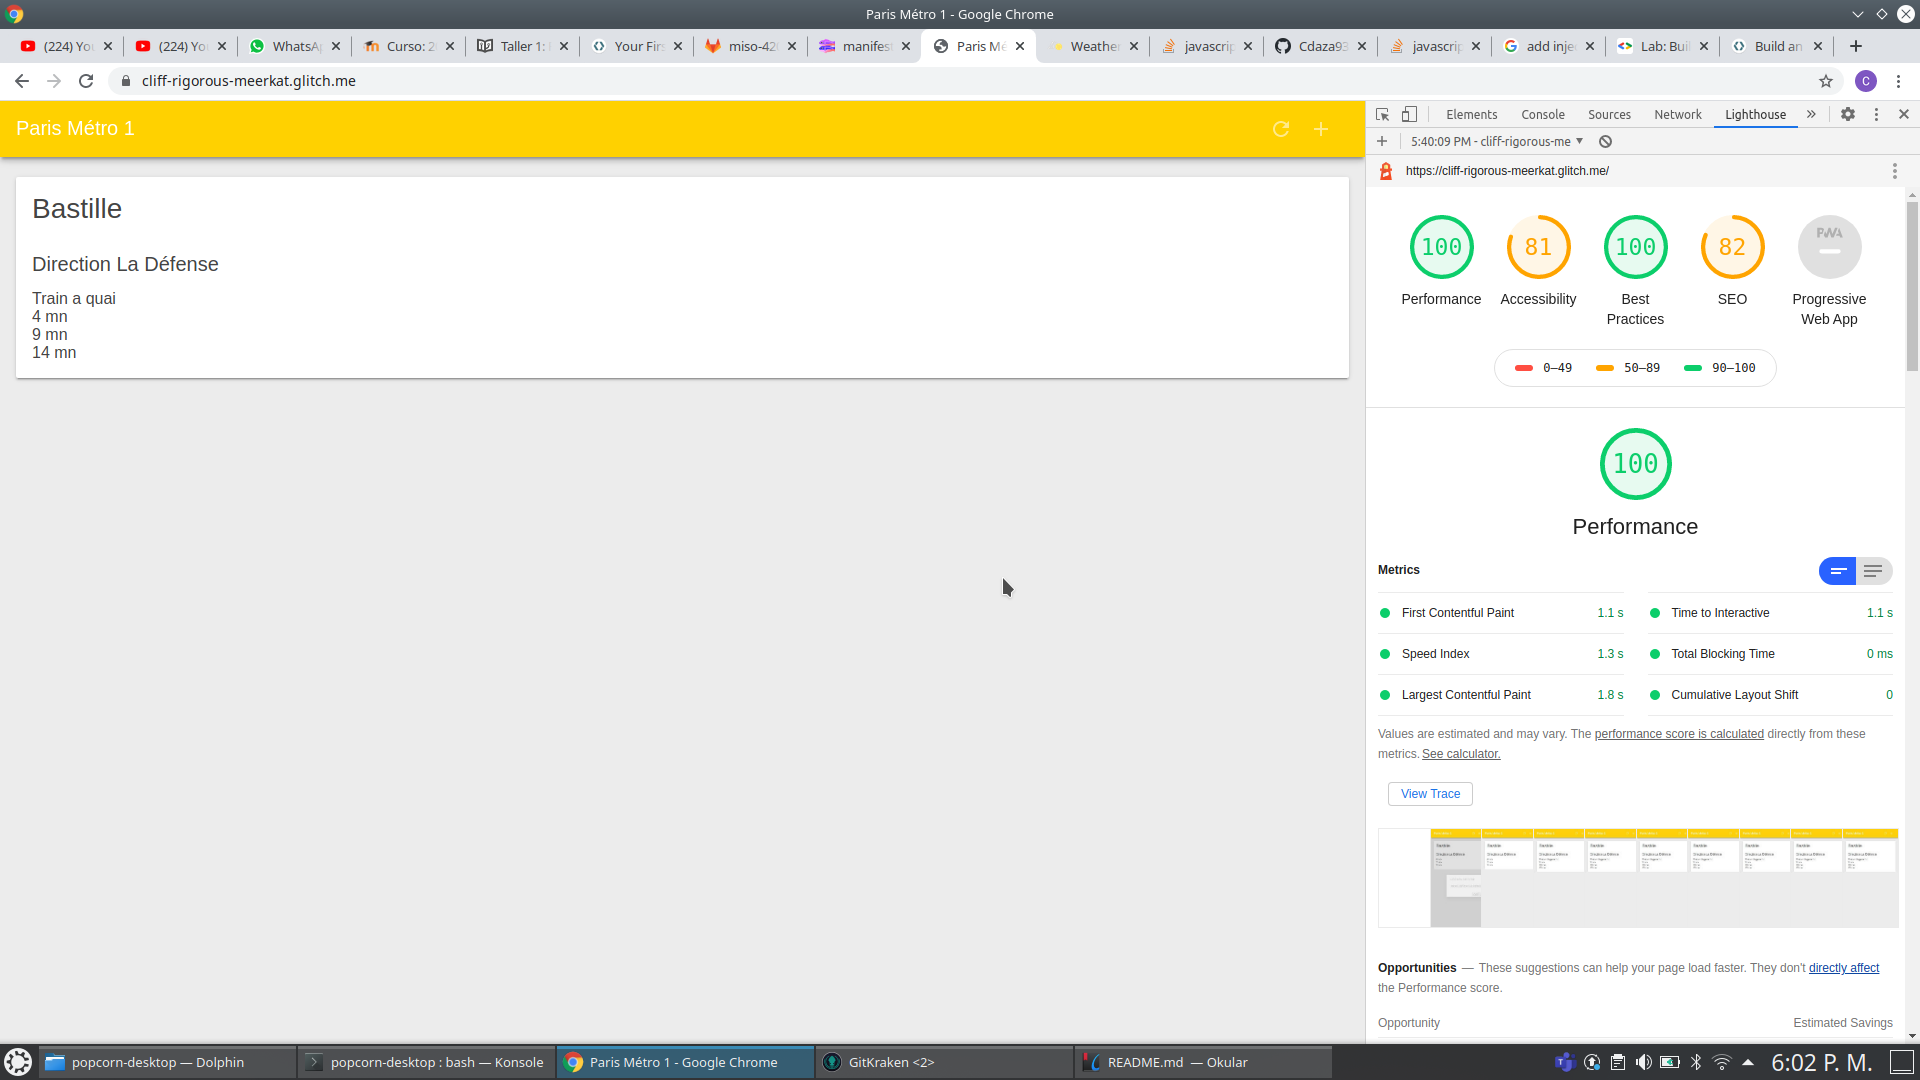 Paris Métro 1 - Google Chrome
(224) Yo
(224) Yo
WhatsA
Curso: 2
Taller 1:
Your Fir
miso-42
manifes
Paris Mé
Weather
javascrip
Cdaza93
javascrip
add inje
Lab: Bui
Build an
cliff-rigorous-meerkat.glitch.me
C
Paris Métro 1
Bastille
Direction La Défense
Train a quai
4 mn
9 mn
14 mn
Elements Console Sources Network Lighthouse
5:40:09 PM - cliff-rigorous-me
https://cliff-rigorous-meerkat.glitch.me/
100 81 100 82 PWA
Performance Accessibility Best Practices SEO Progressive Web App
0–49 50–89 90–100
100
Performance
Metrics
First Contentful Paint 1.1 s
Time to Interactive 1.1 s
Speed Index 1.3 s
Total Blocking Time 0 ms
Largest Contentful Paint 1.8 s
Cumulative Layout Shift 0
Values are estimated and may vary. The performance score is calculated directly from these
metrics. See calculator.
View Trace
Opportunities — These suggestions can help your page load faster. They don't directly affect
the Performance score.
Opportunity Estimated Savings
popcorn-desktop — Dolphin
popcorn-desktop : bash — Konsole
Paris Métro 1 - Google Chrome
GitKraken <2>
README.md — Okular
6:02 P. M.